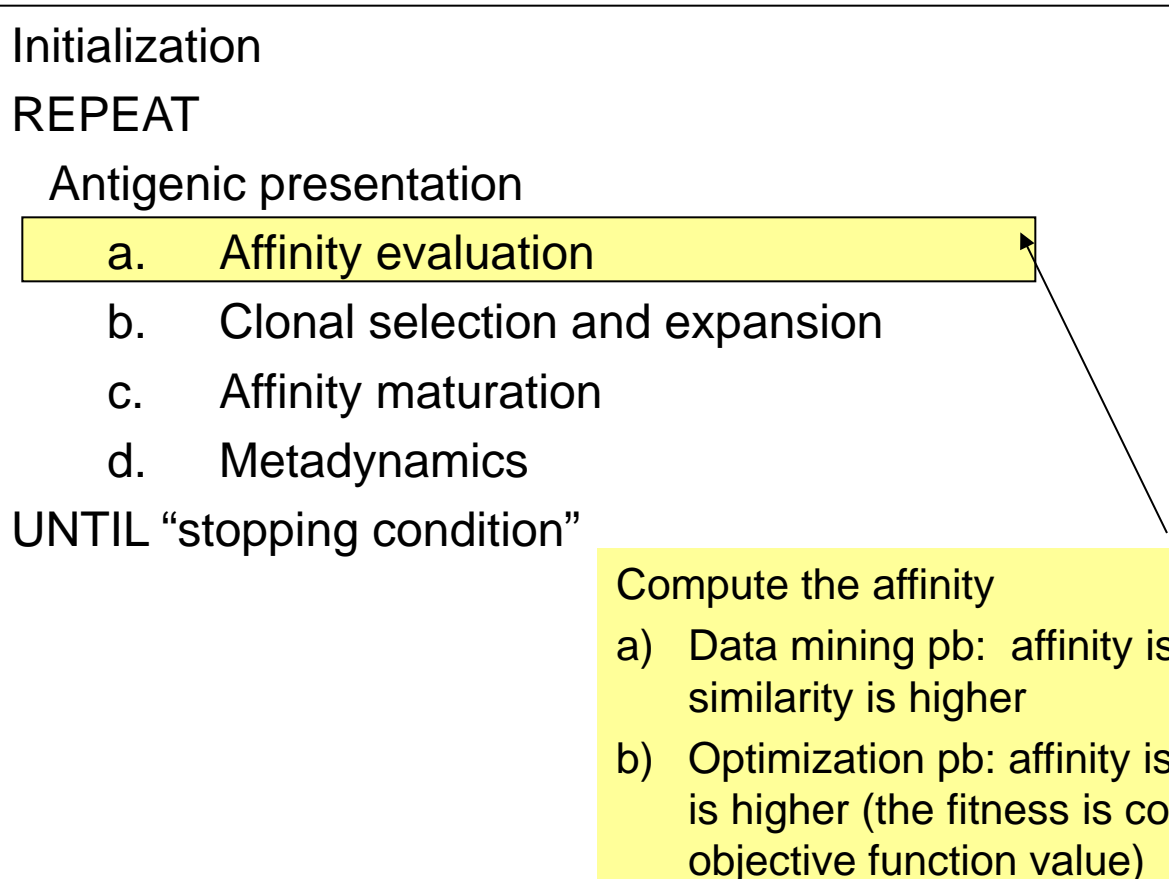 Initialization
REPEAT
Antigenic presentation
a. Affinity evaluation
b. Clonal selection and expansion
c. Affinity maturation
d. Metadynamics
UNTIL “stopping condition”
Compute the affinity
a) Data mining pb: affinity is
similarity is higher
b) Optimization pb: affinity is
is higher (the fitness is co
objective function value)